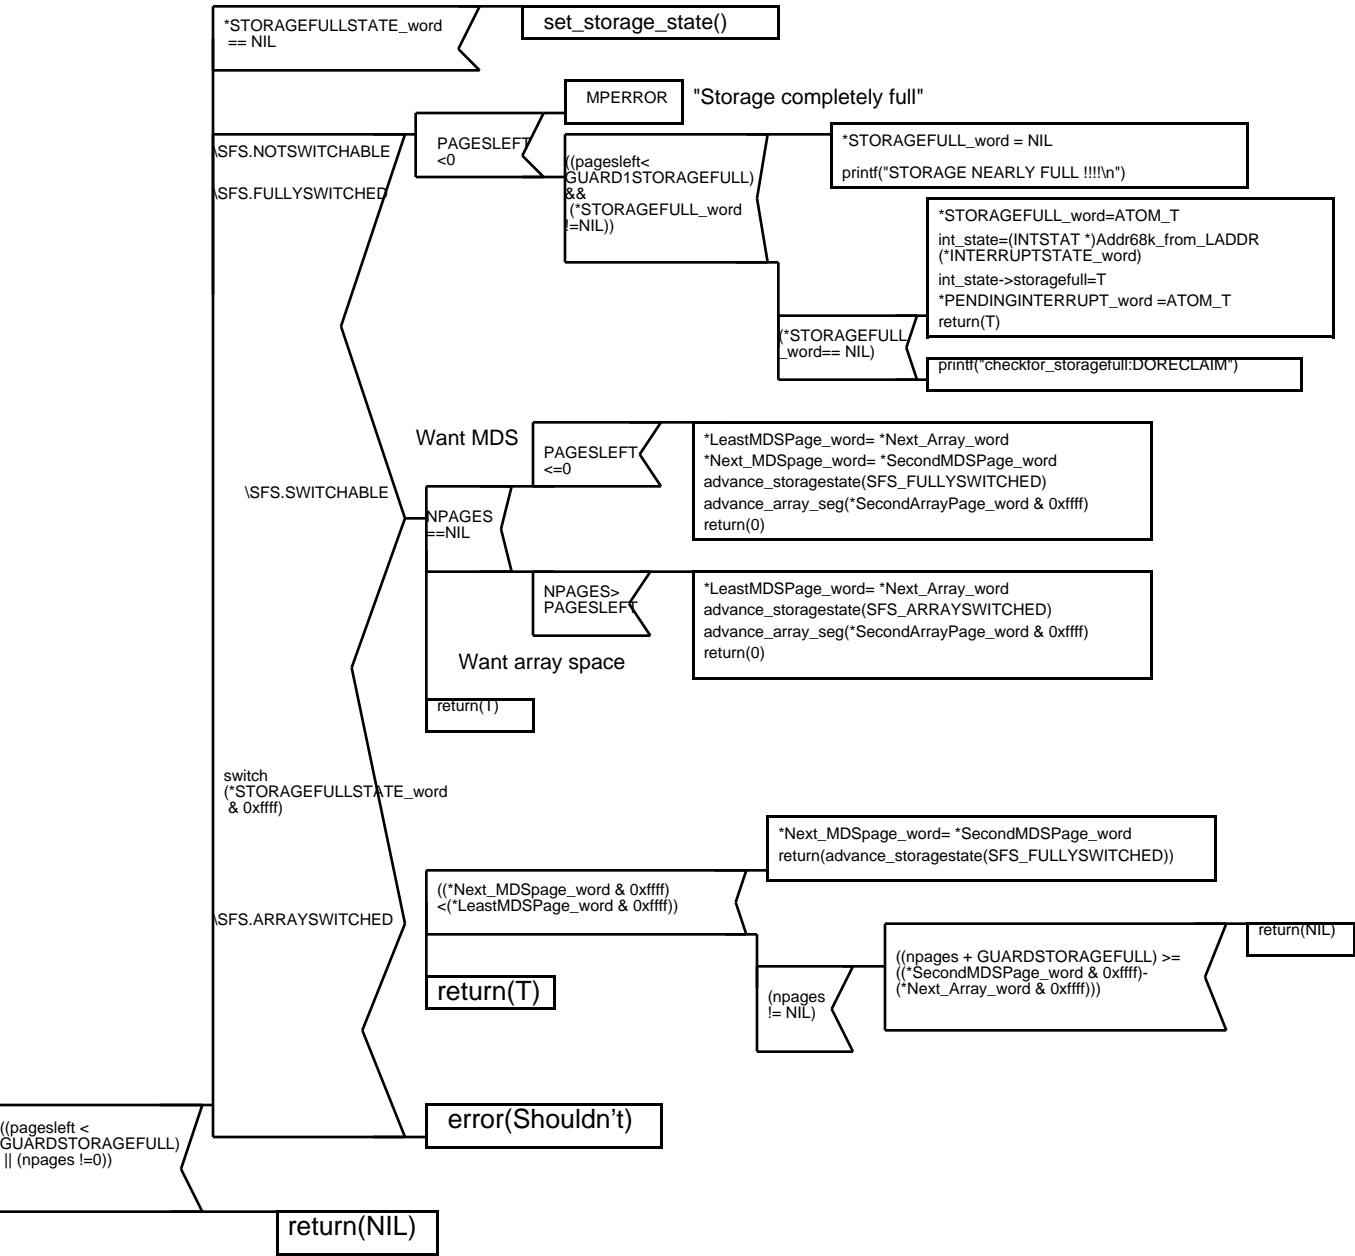 *STORAGEFULLSTATE_word
== NIL
set_storage_state()
MPERROR
"Storage completely full"
\SFS.NOTSWITCHABLE
\SFS.FULLYSWITCHED
PAGESLEFT
<0
((pagesleft<
GUARD1STORAGEFULL)
&&
(*STORAGEFULL_word
!=NIL))
*STORAGEFULL_word = NIL
printf("STORAGE NEARLY FULL !!!!\n")
*STORAGEFULL_word=ATOM_T
int_state=(INTSTAT *)Addr68k_from_LADDR
(*INTERRUPTSTATE_word)
int_state->storagefull=T
*PENDINGINTERRUPT_word =ATOM_T
return(T)
(*STORAGEFULL
_word== NIL)
printf("checkfor_storagefull:DORECLAIM")
Want MDS
PAGESLEFT
<=0
*LeastMDSPage_word= *Next_Array_word
*Next_MDSpage_word= *SecondMDSPage_word
advance_storagestate(SFS_FULLYSWITCHED)
advance_array_seg(*SecondArrayPage_word & 0xffff)
return(0)
\SFS.SWITCHABLE
NPAGES
==NIL
NPAGES>
PAGESLEFT
*LeastMDSPage_word= *Next_Array_word
advance_storagestate(SFS_ARRAYSWITCHED)
advance_array_seg(*SecondArrayPage_word & 0xffff)
return(0)
Want array space
return(T)
switch
(*STORAGEFULLSTATE_word
& 0xffff)
*Next_MDSpage_word= *SecondMDSPage_word
return(advance_storagestate(SFS_FULLYSWITCHED))
((*Next_MDSpage_word & 0xffff)
<(*LeastMDSPage_word & 0xffff))
\SFS.ARRAYSWITCHED
return(NIL)
((npages + GUARDSTORAGEFULL) >=
((*SecondMDSPage_word & 0xffff)-
(*Next_Array_word & 0xffff)))
return(T)
(npages
!= NIL)
error(Shouldn't)
((pagesleft <
GUARDSTORAGEFULL)
|| (npages !=0))
return(NIL)